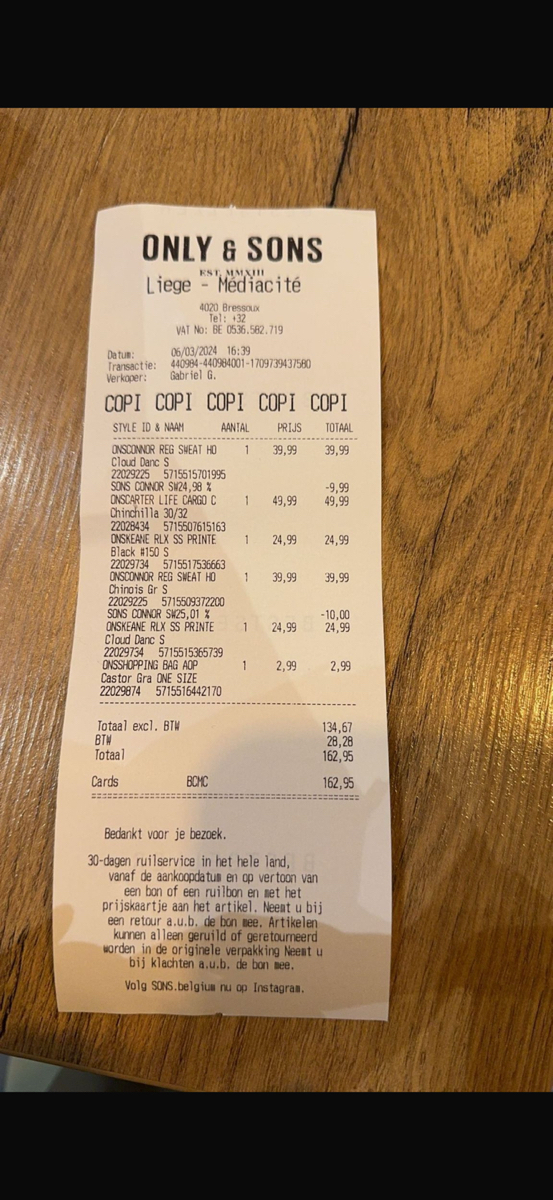 ONLY & SONS
EST. MMXIII
Liege - Médiacité
4020 Bressoux
Tel: +32
VAT No: BE 0536.582.719
Datum: 06/03/2024 16:39
Transactie: 440984-440984001-1709739437580
Verkoper: Gabriel G.
COPI COPI COPI COPI COPI
STYLE ID & NAAM AANTAL PRIJS TOTAAL
ONSCONNOR REG SWEAT HO 1 39,99 39,99
Cloud Danc S
22029225 5715515701995
SONS CONNOR SW24,98 % -9,99
ONSCARTER LIFE CARGO C 1 49,99 49,99
Chinchilla 30/32
22028434 5715507615163
ONSKEANE RLX SS PRINTE 1 24,99 24,99
Black #150 S
22029734 5715517536663
ONSCONNOR REG SWEAT HO 1 39,99 39,99
Chinois Gr S
22029225 5715509372200
SONS CONNOR SW25,01 % -10,00
ONSKEANE RLX SS PRINTE 1 24,99 24,99
Cloud Danc S
22029734 5715515365739
ONSSHOPPING BAG AOP 1 2,99 2,99
Castor Gra ONE SIZE
22029874 5715516442170
Totaal excl. BTW 134,67
BTW 28,28
Totaal 162,95
Cards BCMC 162,95
Bedankt voor je bezoek.
30-dagen ruilservice in het hele land,
vanaf de aankoopdatum en op vertoon van
een bon of een ruilbon en met het
prijskaartje aan het artikel. Neemt u bij
een retour a.u.b. de bon mee. Artikelen
kunnen alleen geruild of geretourneerd
worden in de originele verpakking Neemt u
bij klachten a.u.b. de bon mee.
Volg SONS.belgium nu op Instagram.